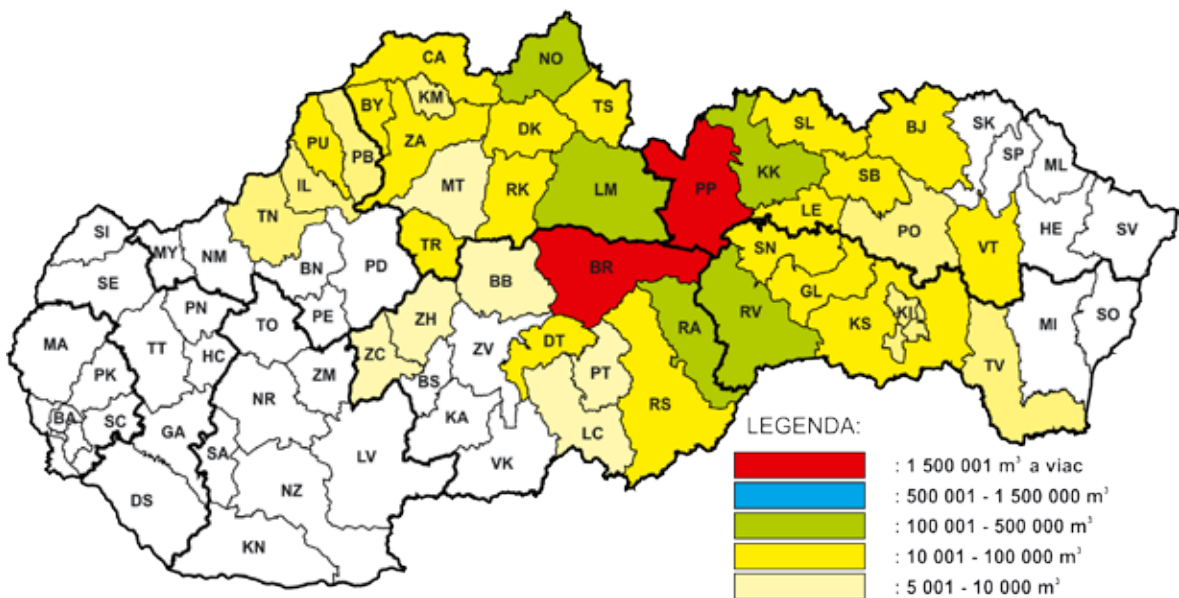 CA
NO
KM
BY
TS
PU
ZA
DK
PB
SL
BJ
SK
SP
ML
IL
MT
RK
LM
PP
KK
SB
TN
LE
PO
HE
SV
VT
SI
MY
NM
TR
SN
SE
BN
PD
BR
BB
GL
PN
PE
RV
KS
MI
SO
TO
ZH
RA
MA
TT
HC
ZC
ZV
DT
PT
TV
PK
ZM
BS
NR
RS
BA
SC
GA
KA
LC
SA
LV
VK
DS
NZ
KN
LEGENDA:
: 1 500 001 m³ a viac
: 500 001 - 1 500 000 m³
: 100 001 - 500 000 m³
: 10 001 - 100 000 m³
: 5 001 - 10 000 m³